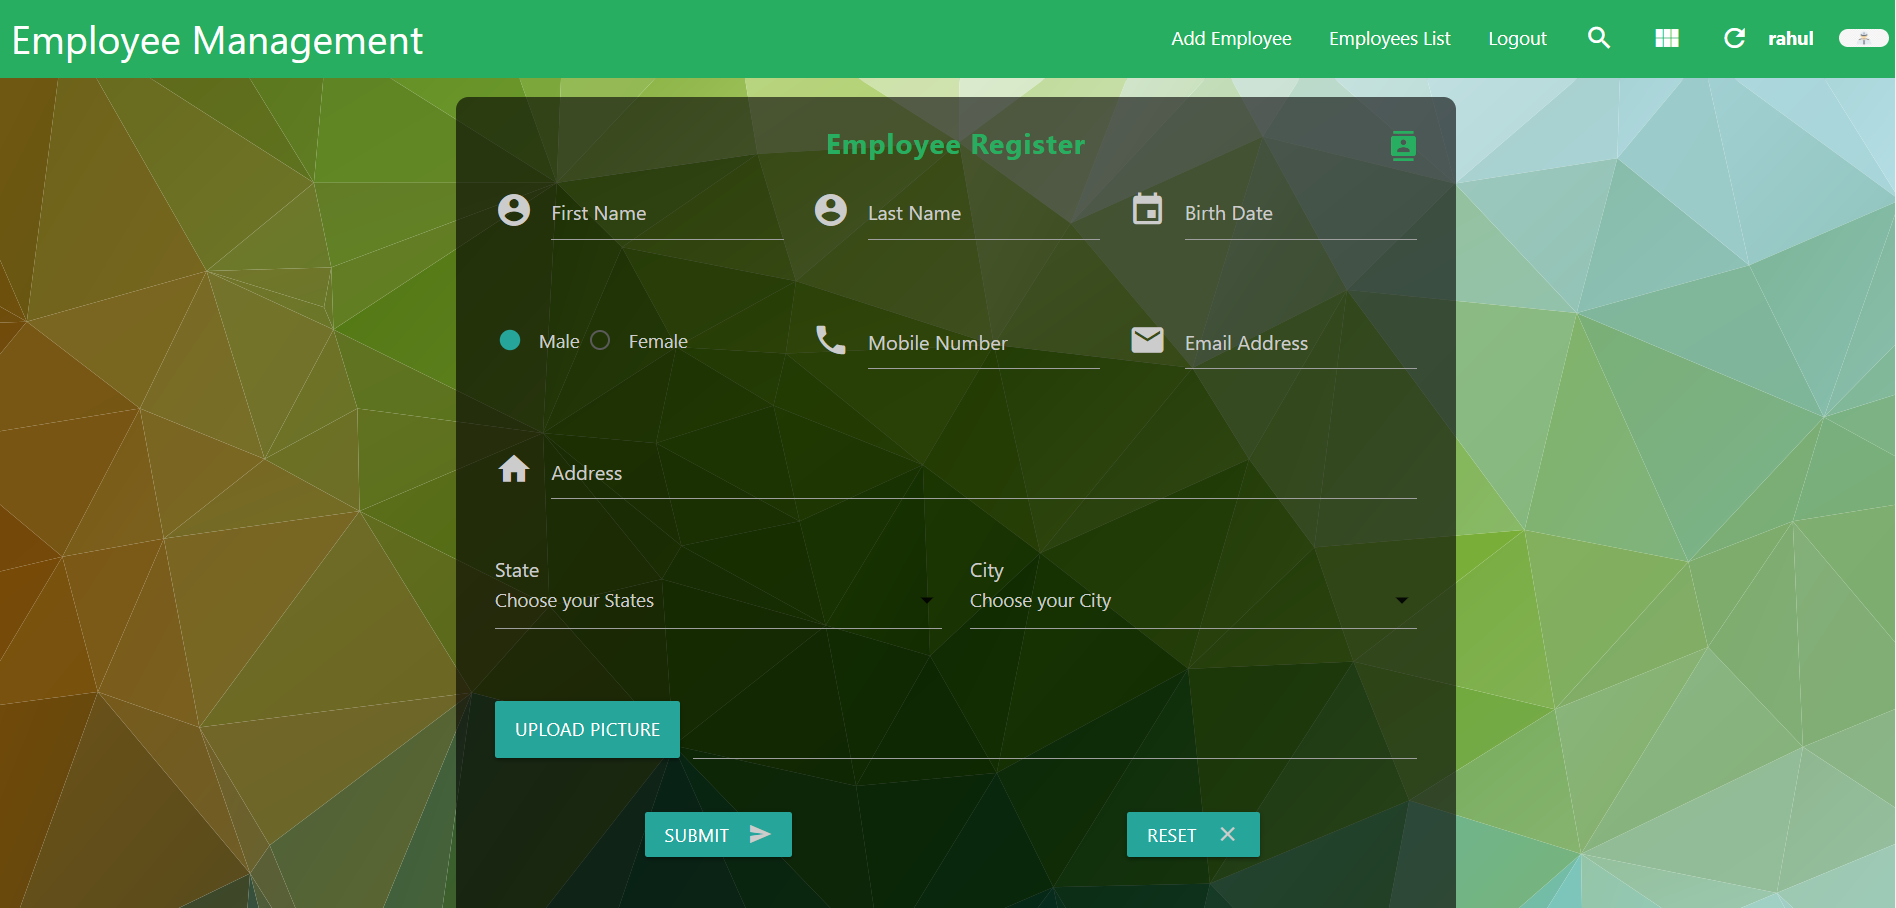 Employee Management
Add Employee Employees List Logout rahul
Employee Register
First Name Last Name Birth Date
Male Female Mobile Number Email Address
Address
State City
Choose your States Choose your City
UPLOAD PICTURE
SUBMIT RESET